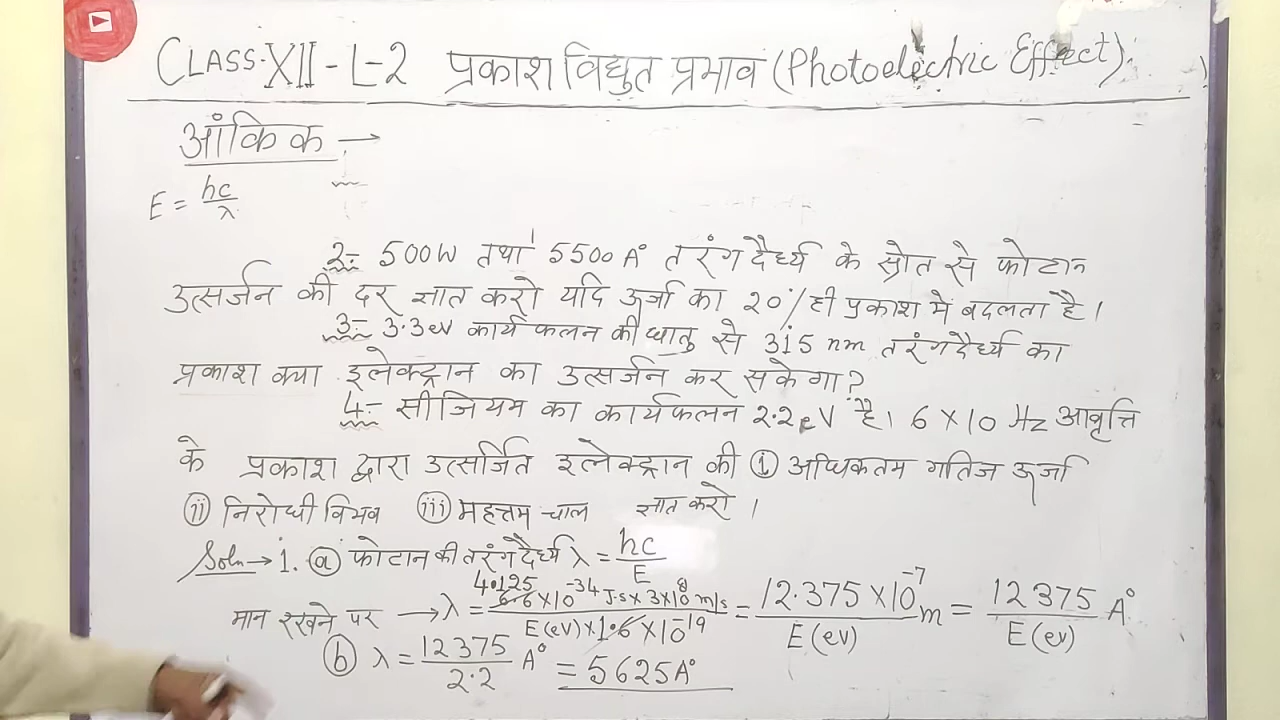 CLASS-XII-L-2 प्रकाश विद्युत प्रभाव (Photoelectric Effect).
आंकिक →
E = hc/λ
2:- 500W तथा 5500 A° तरंगदैर्ध्य के स्रोत से फोटान
उत्सर्जन की दर ज्ञात करो यदि ऊर्जा का 20% ही प्रकाश में बदलता है।
3:- 3.3ev कार्यफलन की धातु से 315 nm तरंगदैर्ध्य का
प्रकाश क्या इलेक्ट्रान का उत्सर्जन कर सकेगा?
4:- सीजियम का कार्यफलन 2.2eV है। 6 X 10 Hz आवृत्ति
के प्रकाश द्वारा उत्सर्जित इलेक्ट्रान की (i) अधिकतम गतिज ऊर्जा
(ii) निरोधी विभव (iii) महत्तम चाल ज्ञात करो।
Soln → 1. (a) फोटान की तरंगदैर्ध्य λ = hc/E
मान रखने पर → λ = 4.125 6.6 X 10^-34 J-s x 3 x 10^8 m/s / E(ev) x 1.6 X 10^-19 = 12.375 X 10^-7 / E(ev) m = 12375 / E(ev) A°
(b) λ = 12375/2.2 A° = 5625A°